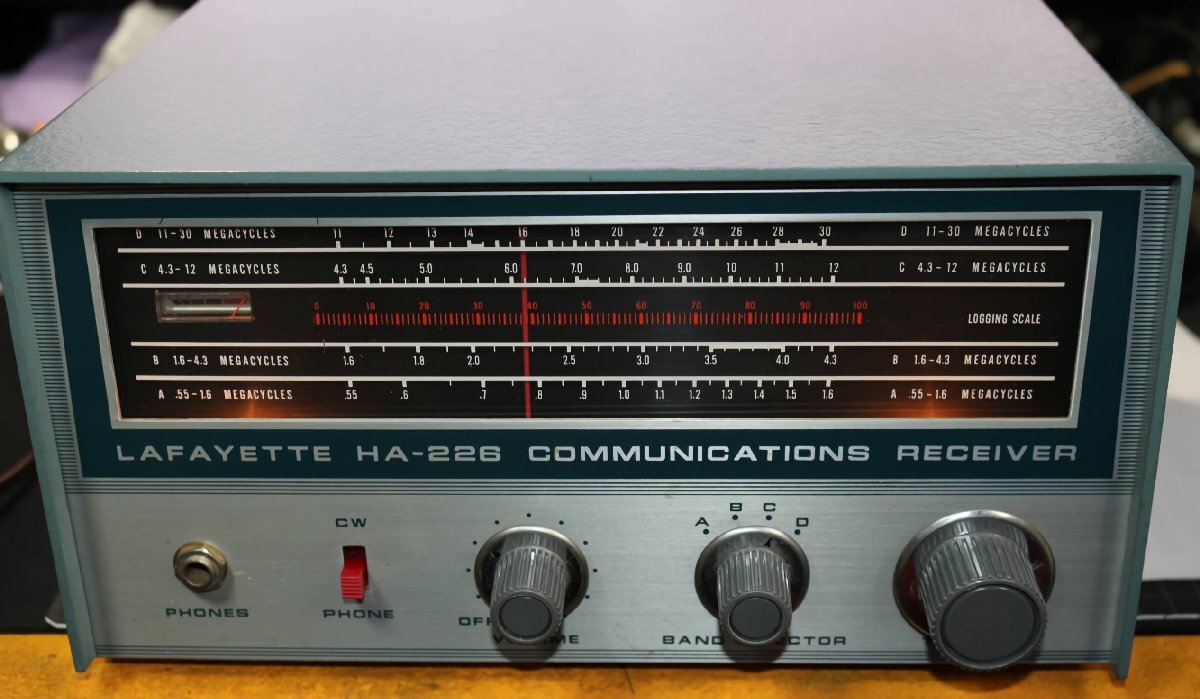 D 11-30 MEGACYCLES 11 12 13 14 16 18 20 22 24 26 28 30 D 11-30 MEGACYCLES
C 4.3-12 MEGACYCLES 4.3 4.5 5.0 6.0 7.0 8.0 9.0 10 11 12 C 4.3-12 MEGACYCLES
0 10 20 30 40 50 60 70 80 90 100
LOGGING SCALE
B 1.6-4.3 MEGACYCLES 1.6 1.8 2.0 2.5 3.0 3.5 4.0 4.3 B 1.6-4.3 MEGACYCLES
A .55-1.6 MEGACYCLES .55 .6 .7 .8 .9 1.0 1.1 1.2 1.3 1.4 1.5 1.6 A .55-1.6 MEGACYCLES
LAFAYETTE HA-226 COMMUNICATIONS RECEIVER
CW
A B C D
PHONES
PHONE
BAND